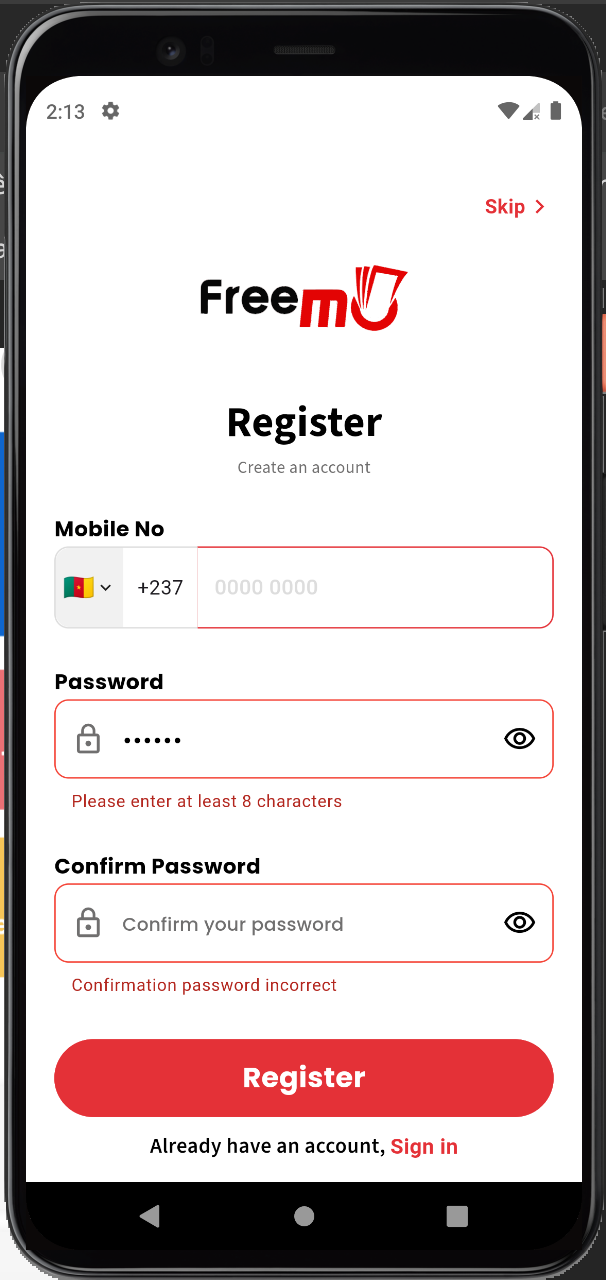 2:13
Skip
Freemo
Register
Create an account
Mobile No
+237 0000 0000
Password
••••••
Please enter at least 8 characters
Confirm Password
Confirm your password
Confirmation password incorrect
Register
Already have an account, Sign in